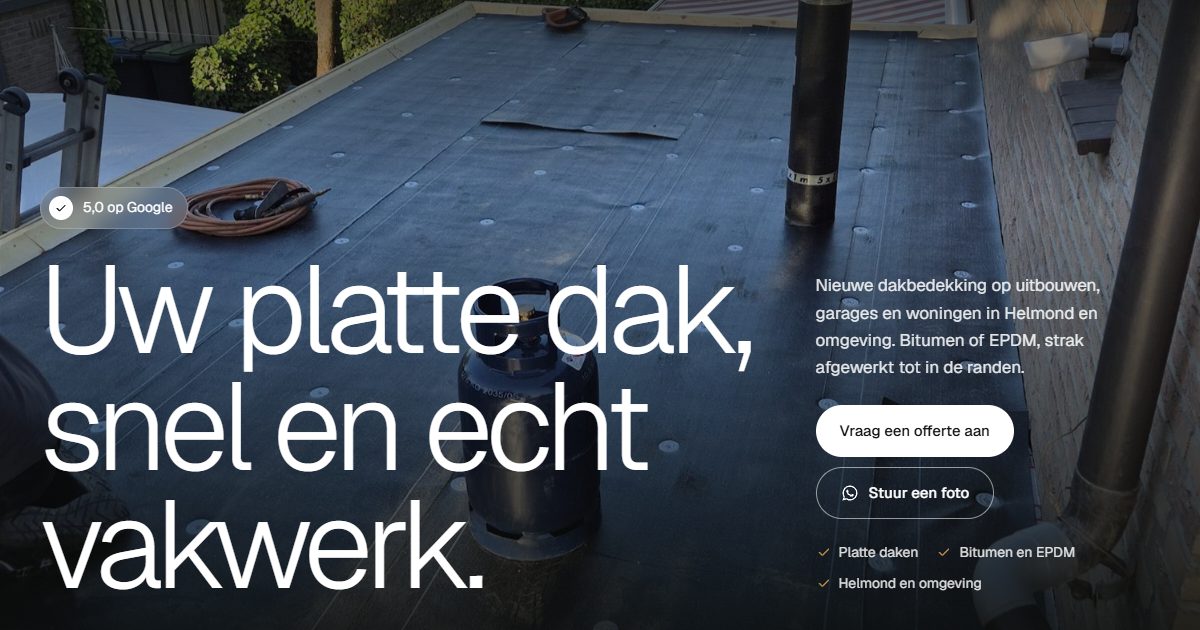 5,0 op Google
Uw platte dak,
snel en echt
vakwerk.
Nieuwe dakbedekking op uitbouwen,
garages en woningen in Helmond en
omgeving. Bitumen of EPDM, strak
afgewerkt tot in de randen.
Vraag een offerte aan
Stuur een foto
Platte daken
Bitumen en EPDM
Helmond en omgeving